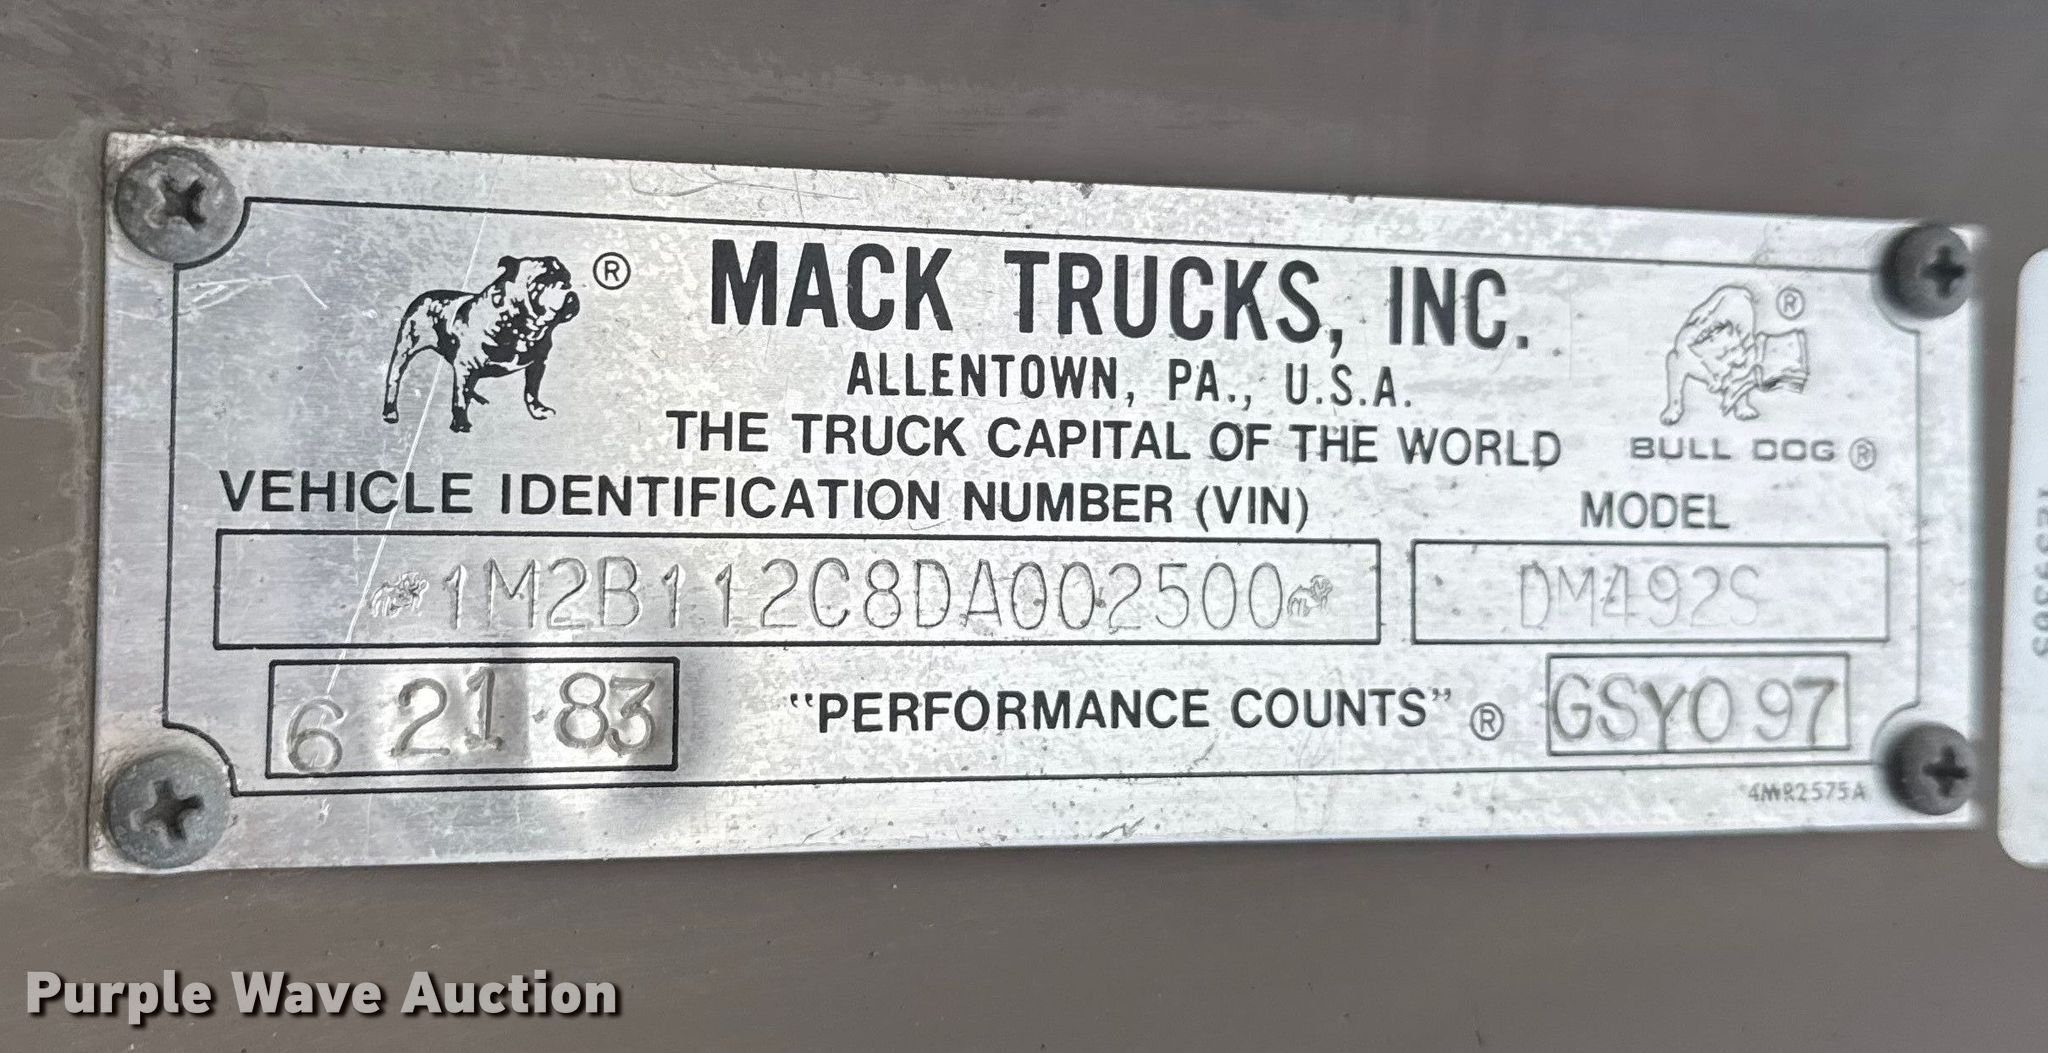 ® MACK TRUCKS, INC. ®
ALLENTOWN, PA., U.S.A.
THE TRUCK CAPITAL OF THE WORLD
BULL DOG ®
VEHICLE IDENTIFICATION NUMBER (VIN)
MODEL
1M2B112C8DA002500
DM492S
6 21 83
"PERFORMANCE COUNTS" ®
GSYO 97
4MR2575A
Purple Wave Auction